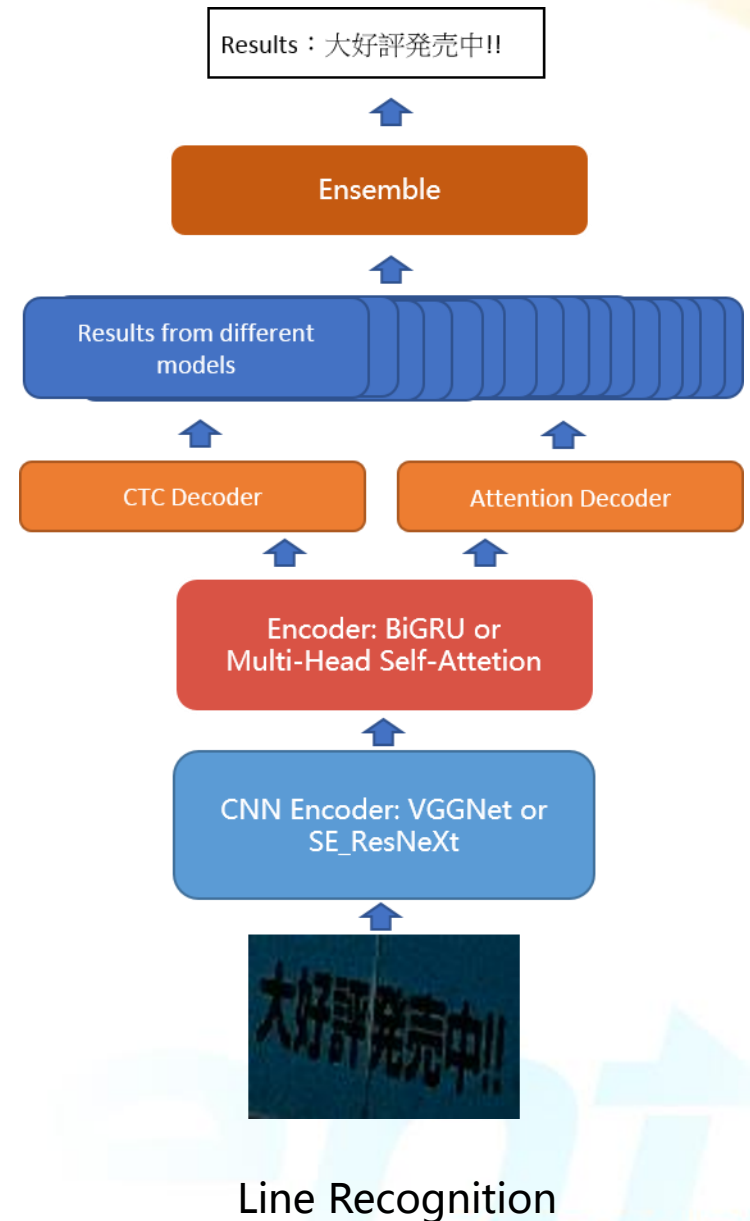 Results：大好評発売中!!
Ensemble
Results from different
models
CTC Decoder
Attention Decoder
Encoder: BiGRU or
Multi-Head Self-Attetion
CNN Encoder: VGGNet or
SE_ResNeXt
大好評発売中!!
Line Recognition